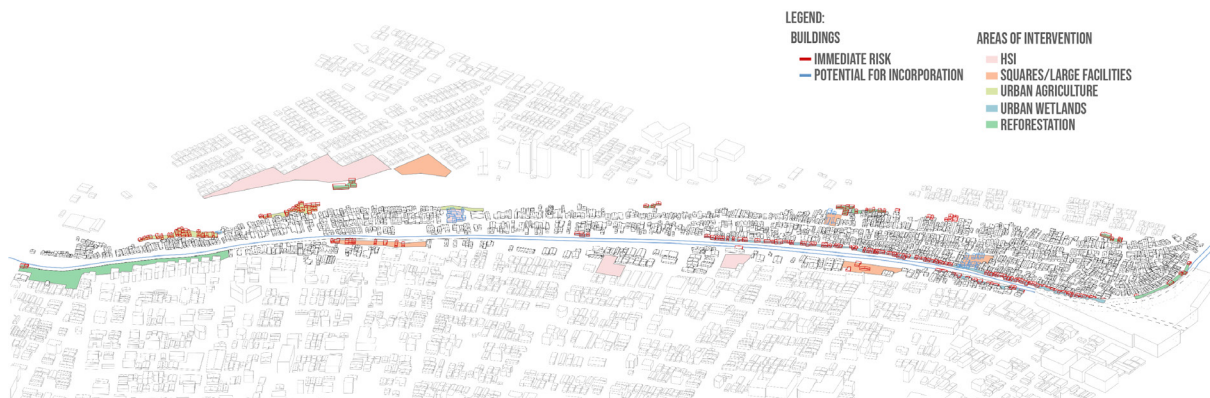 LEGEND:
BUILDINGS
IMMEDIATE RISK
POTENTIAL FOR INCORPORATION
AREAS OF INTERVENTION
HSI
SQUARES/LARGE FACILITIES
URBAN AGRICULTURE
URBAN WETLANDS
REFORESTATION